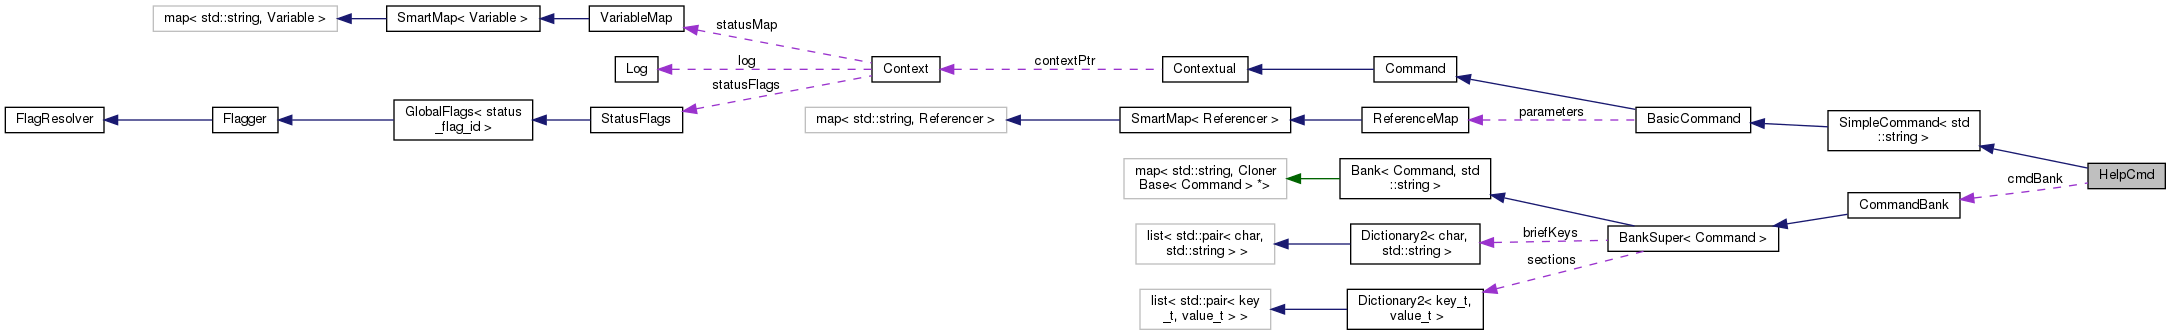 map< std::string, Variable >
SmartMap< Variable >
VariableMap
statusMap
Log
log
Context
contextPtr
Contextual
Command
statusFlags
FlagResolver
Flagger
GlobalFlags< status
_flag_id >
StatusFlags
map< std::string, Referencer >
SmartMap< Referencer >
ReferenceMap
parameters
BasicCommand
SimpleCommand< std
::string >
map< std::string, Cloner
Base< Command > *>
Bank< Command, std
::string >
HelpCmd
cmdBank
CommandBank
list< std::pair< char,
std::string > >
Dictionary2< char,
std::string >
briefKeys
BankSuper< Command >
sections
list< std::pair< key
_t, value_t > >
Dictionary2< key_t,
value_t >